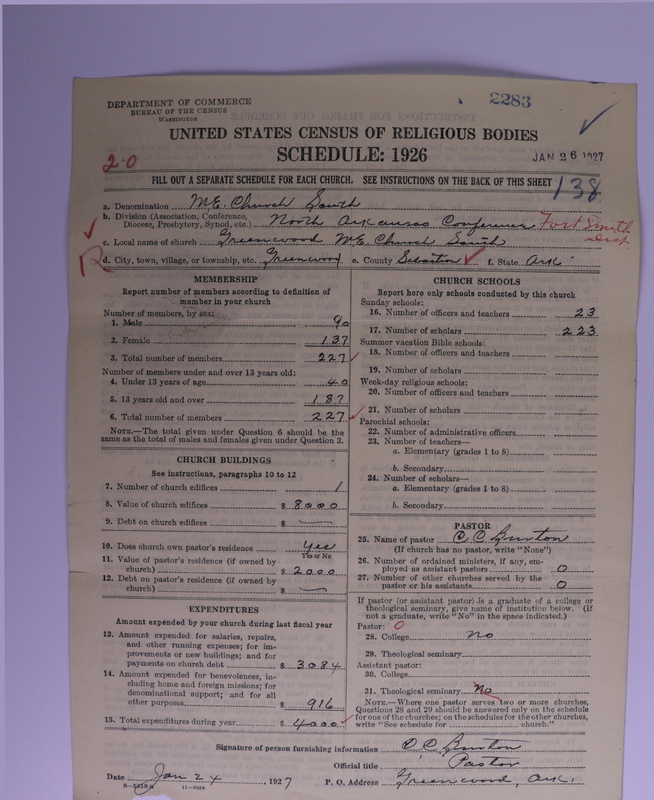 DEPARTMENT OF COMMERCE
BUREAU OF THE CENSUS
WASHINGTON
2283
UNITED STATES CENSUS OF RELIGIOUS BODIES
2-0
SCHEDULE: 1926
JAN 26 1927
FILL OUT A SEPARATE SCHEDULE FOR EACH CHURCH. SEE INSTRUCTIONS ON THE BACK OF THIS SHEET
138
a. Denomination M.E. Church South
b. Division (Association, Conference, Diocese, Presbytery, Synod, etc.) North Arkansas Conference Fort Smith Dist.
c. Local name of church Greenwood M.E. Church South
R
d. City, town, village, or township, etc. Greenwood e. County Sebastian f. State Ark.
MEMBERSHIP
Report number of members according to definition of
member in your church
Number of members, by sex:
1. Male 90
2. Female 137
3. Total number of members 227
Number of members under and over 13 years old:
4. Under 13 years of age 40
5. 13 years old and over 187
6. Total number of members 227
NOTE.—The total given under Question 6 should be the
same as the total of males and females given under Question 3.
CHURCH BUILDINGS
See instructions, paragraphs 10 to 12
7. Number of church edifices 1
8. Value of church edifices $ 8000
9. Debt on church edifices $ —
10. Does church own pastor's residence Yes
Yes or No
11. Value of pastor's residence (if owned by
church) $ 2000
12. Debt on pastor's residence (if owned by
church) $ —
EXPENDITURES
Amount expended by your church during last fiscal year
13. Amount expended for salaries, repairs,
and other running expenses; for im-
provements or new buildings; and for
payments on church debt $ 3084
14. Amount expended for benevolences, in-
cluding home and foreign missions; for
denominational support; and for all
other purposes $ 916
15. Total expenditures during year $ 4000
CHURCH SCHOOLS
Report here only schools conducted by this church
Sunday schools:
16. Number of officers and teachers 23
17. Number of scholars 223
Summer vacation Bible schools:
18. Number of officers and teachers
19. Number of scholars
Week-day religious schools:
20. Number of officers and teachers
21. Number of scholars
Parochial schools:
22. Number of administrative officers
23. Number of teachers—
a. Elementary (grades 1 to 8)
b. Secondary
24. Number of scholars—
a. Elementary (grades 1 to 8)
b. Secondary
PASTOR
25. Name of pastor C. C. Burton
(If church has no pastor, write "None")
26. Number of ordained ministers, if any, em-
ployed as assistant pastors 0
27. Number of other churches served by the
pastor or his assistants 0
If pastor (or assistant pastor) is a graduate of a college or
theological seminary, give name of institution below. (If
not a graduate, write "No" in the space indicated.)
Pastor: 0
28. College no
29. Theological seminary
Assistant pastor:
30. College
31. Theological seminary No
NOTE.—Where one pastor serves two or more churches,
Questions 28 and 29 should be answered only on the schedule
for one of the churches; on the schedules for the other churches,
write "See schedule for church."
Signature of person furnishing information C. C. Burton
Official title Pastor
Date Jan 24, 1927 P. O. Address Greenwood, Ark.